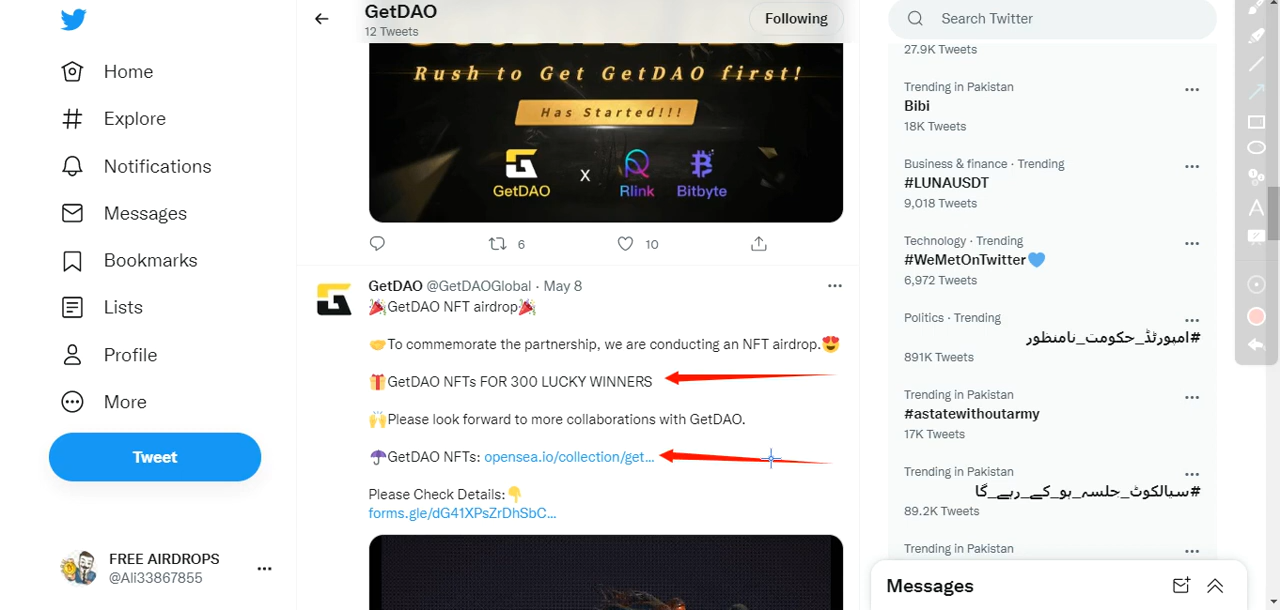 Home
Explore
Notifications
Messages
Bookmarks
Lists
Profile
More
Tweet
FREE AIRDROPS
@Ali33867855
GetDAO
12 Tweets
Following
Rush to Get GetDAO first!
Has Started!!!
GetDAO
X
Rlink
Bitbyte
6
10
GetDAO @GetDAOGlobal · May 8
🎉GetDAO NFT airdrop🎉
🤝To commemorate the partnership, we are conducting an NFT airdrop.😍
🎁GetDAO NFTs FOR 300 LUCKY WINNERS
🙌Please look forward to more collaborations with GetDAO.
☂GetDAO NFTs: opensea.io/collection/get...
Please Check Details:👇
forms.gle/dG41XPsZrDhSbC...
Search Twitter
27.9K Tweets
Trending in Pakistan
Bibi
18K Tweets
Business & finance · Trending
#LUNAUSDT
9,018 Tweets
Technology · Trending
#WeMetOnTwitter💙
6,972 Tweets
Politics · Trending
#امپورٹڈ_حکومت_نامنظور
891K Tweets
Trending in Pakistan
#astatewithoutarmy
17K Tweets
Trending in Pakistan
#سیالکوٹ_جلسہ_ہو_کے_رہے_گا
89.2K Tweets
Trending in Pakistan
Messages